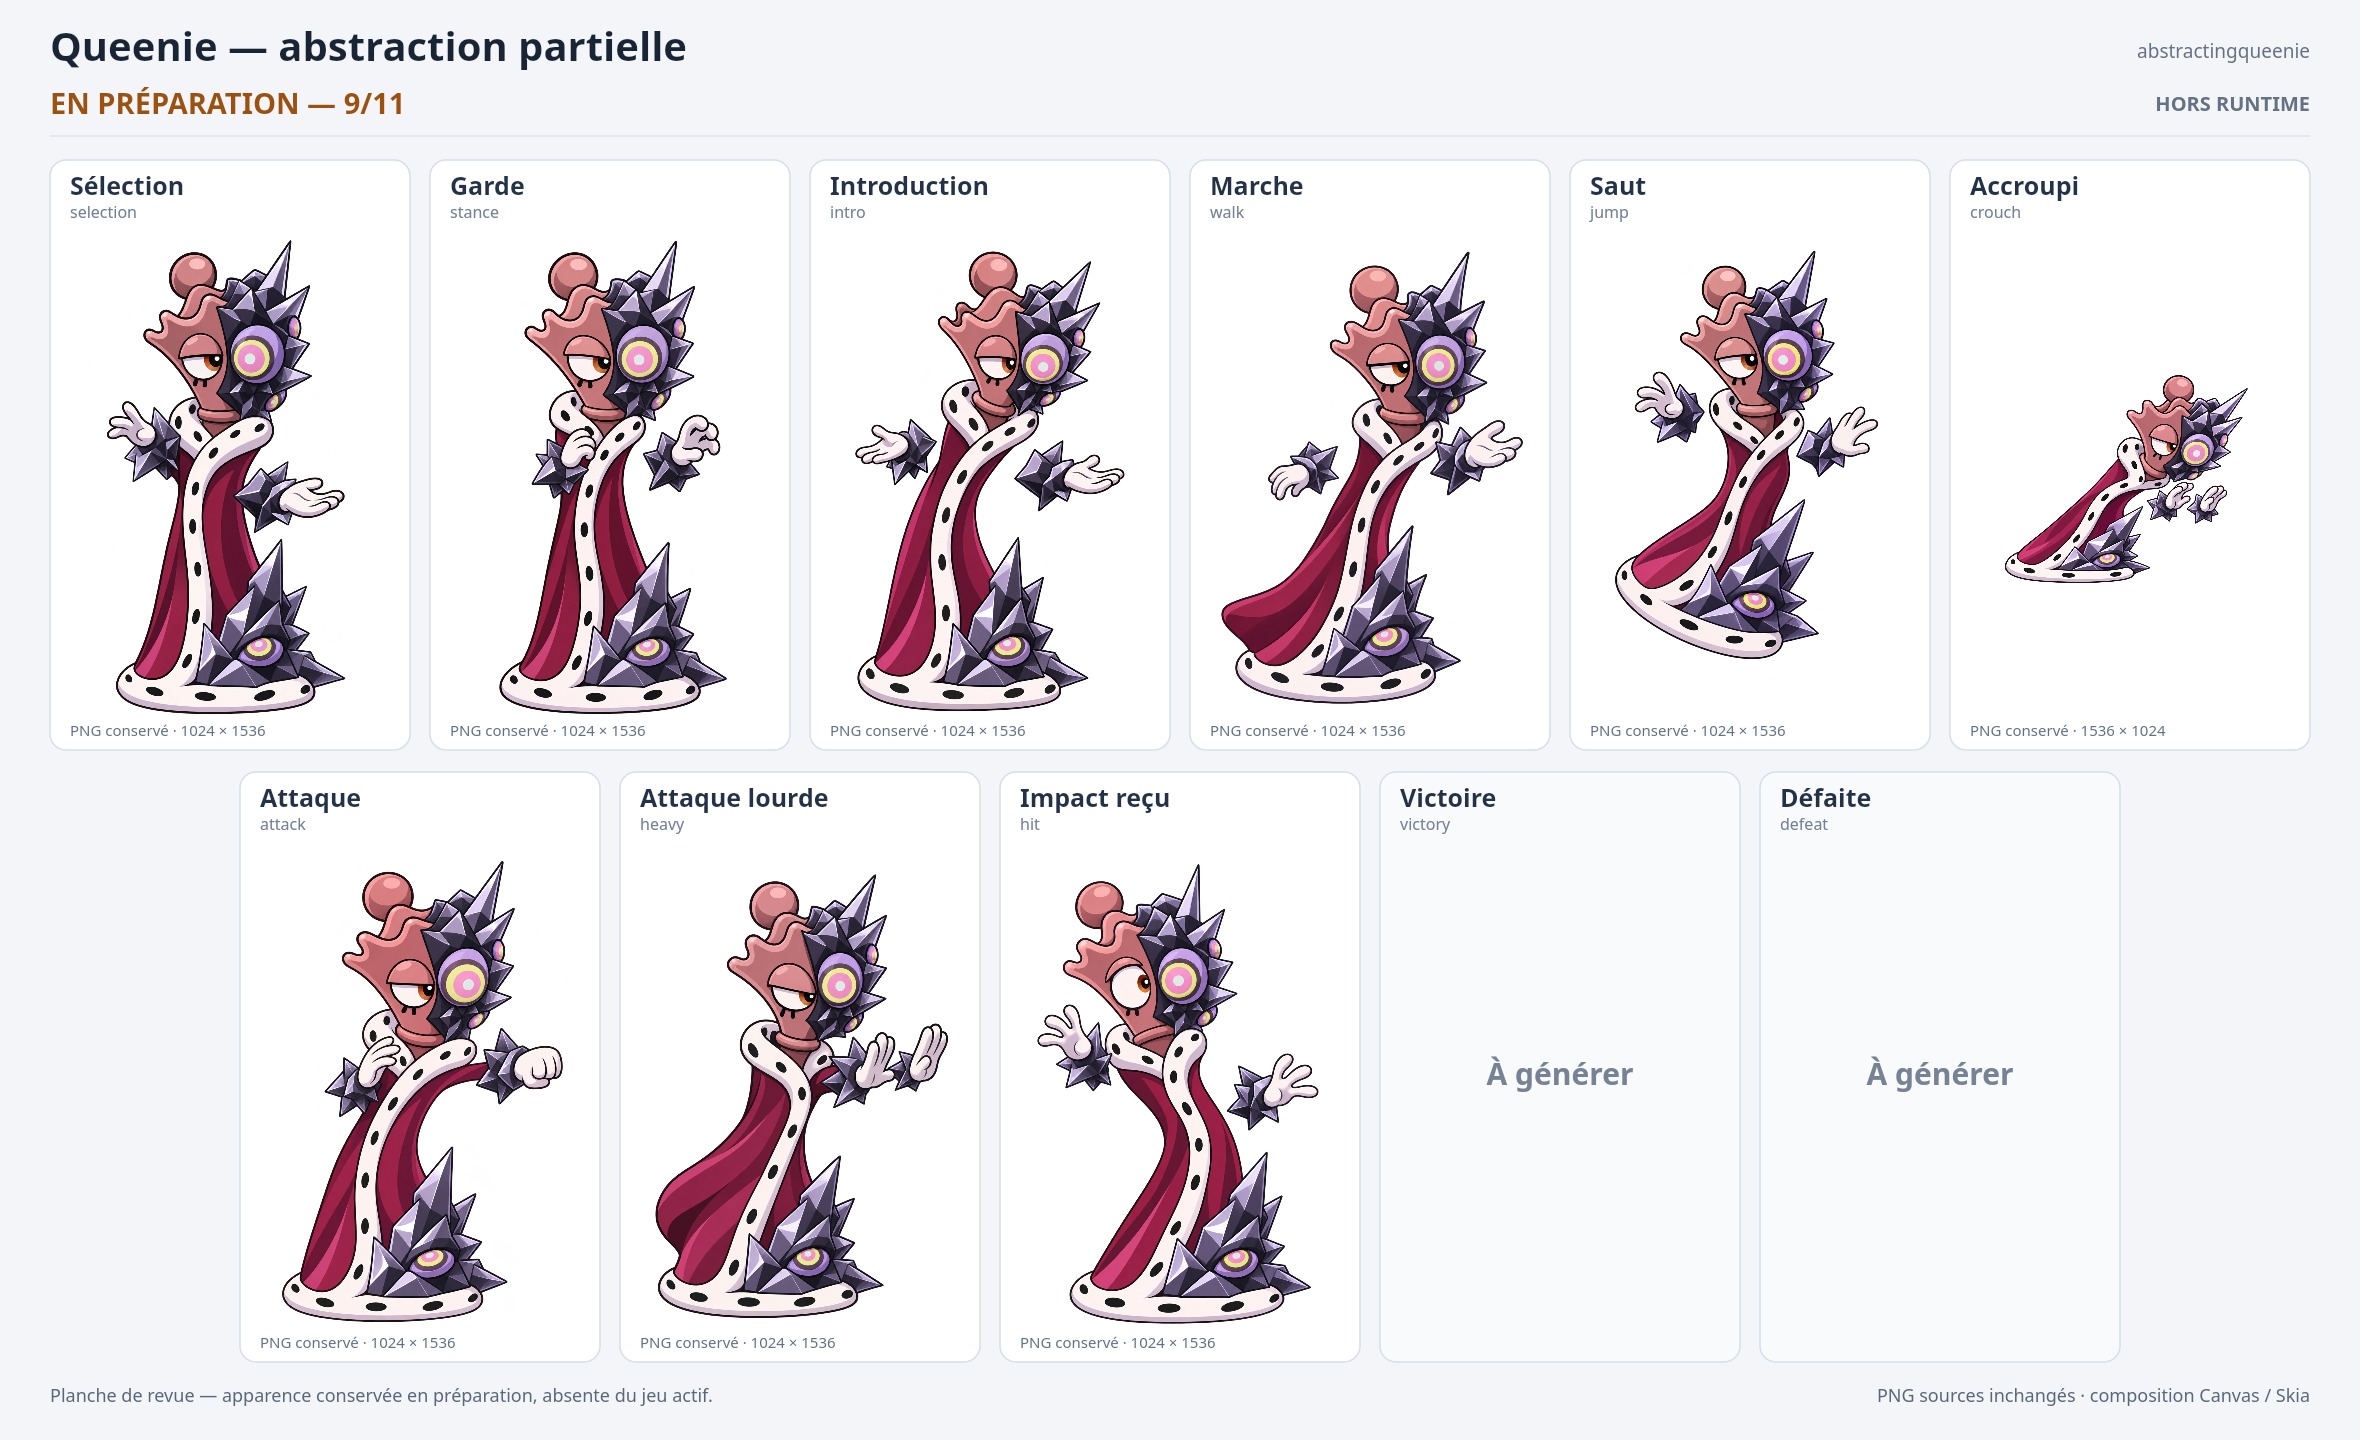 Queenie — abstraction partielle
abstractingqueenie
EN PRÉPARATION — 9/11
HORS RUNTIME
Sélection
selection
PNG conservé · 1024 × 1536
Garde
stance
PNG conservé · 1024 × 1536
Introduction
intro
PNG conservé · 1024 × 1536
Marche
walk
PNG conservé · 1024 × 1536
Saut
jump
PNG conservé · 1024 × 1536
Accroupi
crouch
PNG conservé · 1536 × 1024
Attaque
attack
PNG conservé · 1024 × 1536
Attaque lourde
heavy
PNG conservé · 1024 × 1536
Impact reçu
hit
PNG conservé · 1024 × 1536
Victoire
victory
À générer
Défaite
defeat
À générer
Planche de revue — apparence conservée en préparation, absente du jeu actif.
PNG sources inchangés · composition Canvas / Skia